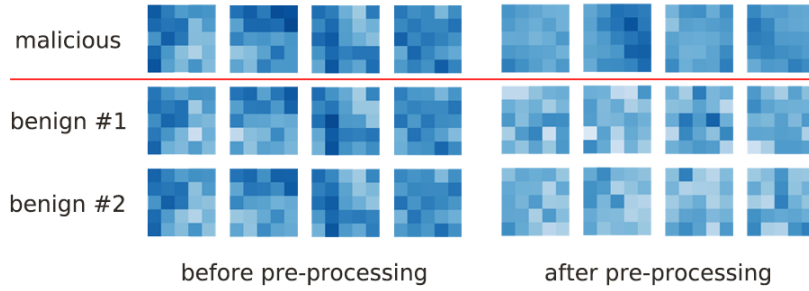 malicious
benign #1
benign #2
before pre-processing
after pre-processing